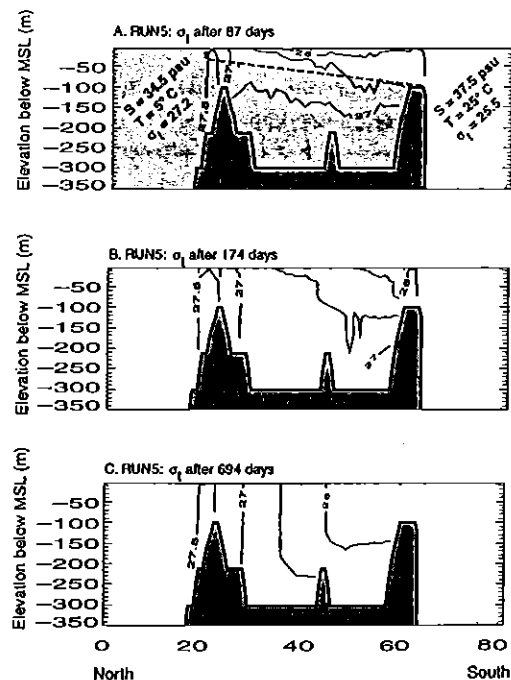 A. RUN5: σt after 87 days
Elevation below MSL (m)
−50
−100
−150
−200
−250
−300
−350
S = 34.5 psu
T = 5° C
σt = 27.2
27.5
27
26
27
S = 37.5 psu
T = 25° C
σt = 25.5
B. RUN5: σt after 174 days
Elevation below MSL (m)
−50
−100
−150
−200
−250
−300
−350
27.5
27
26
27
C. RUN5: σt after 694 days
Elevation below MSL (m)
−50
−100
−150
−200
−250
−300
−350
27.5
27
26
0 20 40 60 80
North South